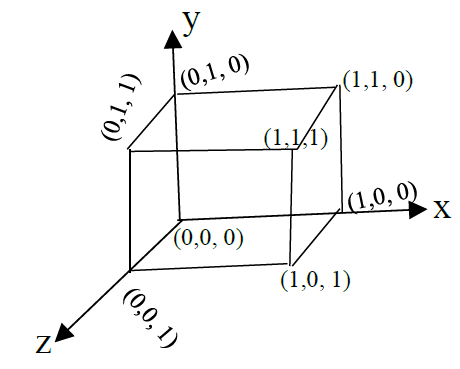 y
(0,1, 0)
(1,1, 0)
(0,1, 1)
(1,1,1)
(1,0, 0)
x
(0,0, 0)
(1,0, 1)
(0,0, 1)
z